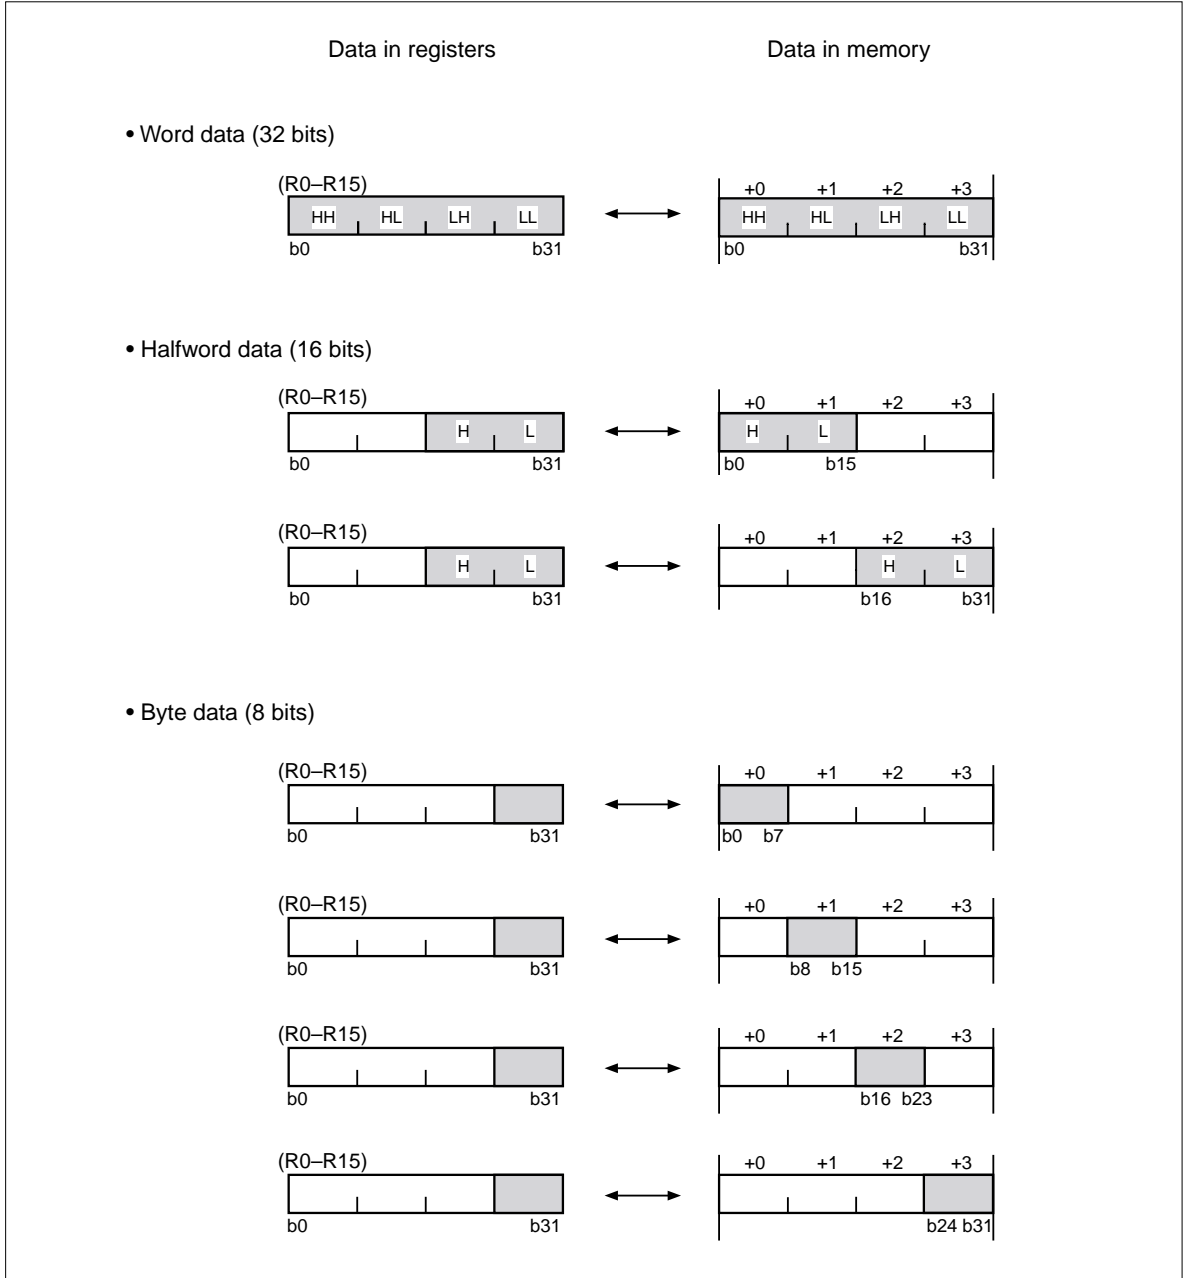 Data in registers Data in memory
• Word data (32 bits)
(R0–R15) +0 +1 +2 +3
HH HL LH LL HH HL LH LL
b0 b31 b0 b31
• Halfword data (16 bits)
(R0–R15) +0 +1 +2 +3
H L H L
b0 b31 b0 b15
(R0–R15) +0 +1 +2 +3
H L H L
b0 b31 b16 b31
• Byte data (8 bits)
(R0–R15) +0 +1 +2 +3
b0 b31 b0 b7
(R0–R15) +0 +1 +2 +3
b0 b31 b8 b15
(R0–R15) +0 +1 +2 +3
b0 b31 b16 b23
(R0–R15) +0 +1 +2 +3
b0 b31 b24 b31